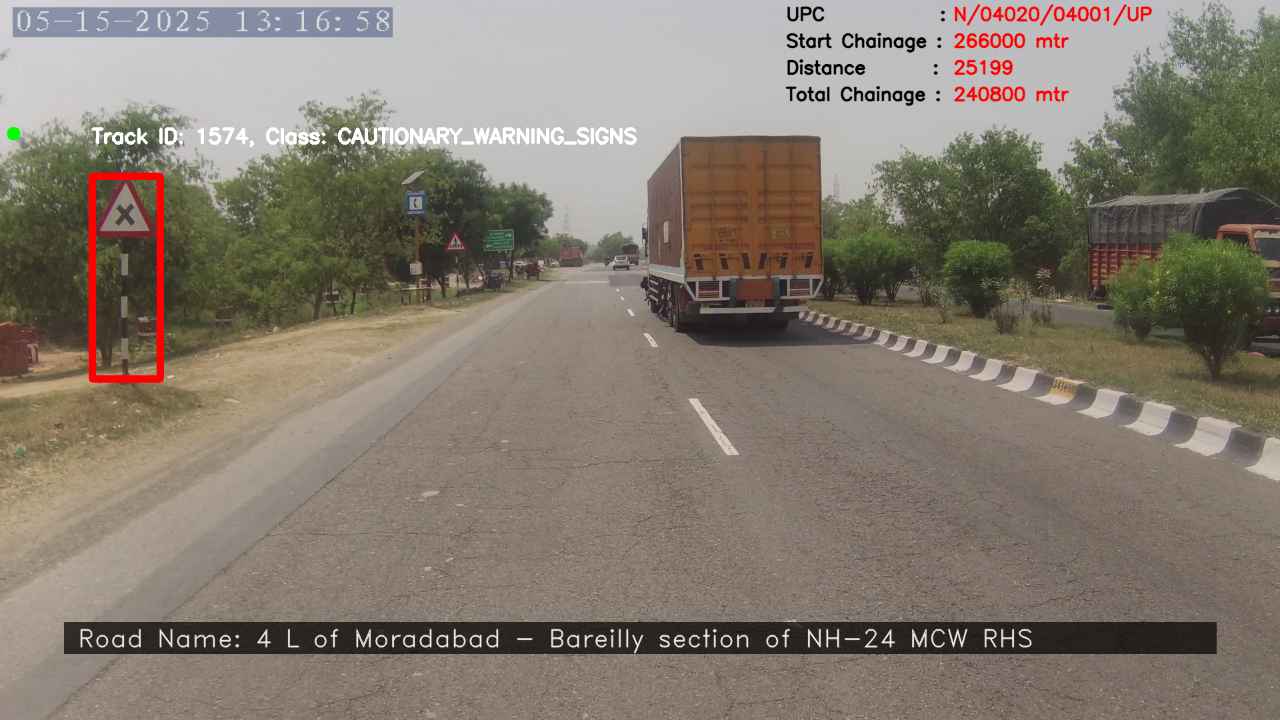 05-15-2025 13:16:58
UPC : N/04020/04001/UP
Start Chainage : 266000 mtr
Distance : 25199
Total Chainage : 240800 mtr
Track ID: 1574, Class: CAUTIONARY_WARNING_SIGNS
Road Name: 4 L of Moradabad - Bareilly section of NH-24 MCW RHS